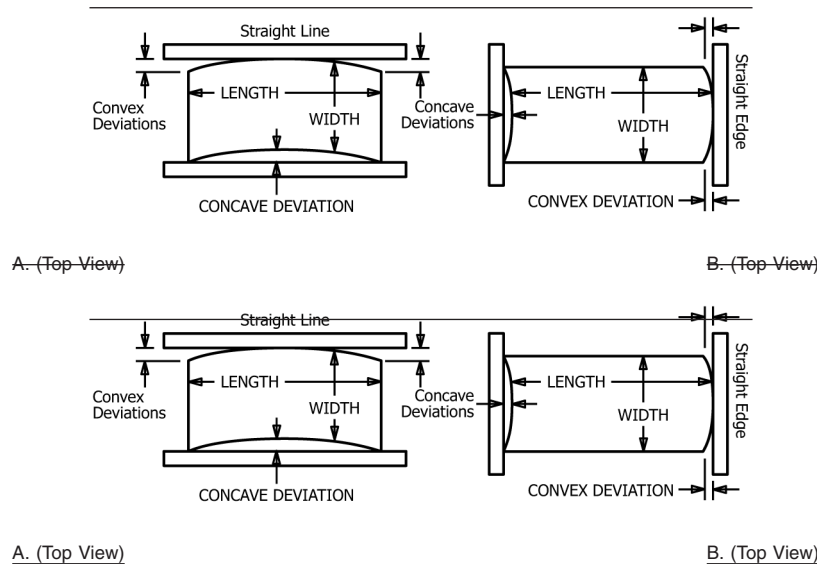 Straight Line
Convex
Deviations
LENGTH
WIDTH
CONCAVE DEVIATION
Concave
Deviations
LENGTH
WIDTH
Straight Edge
CONVEX DEVIATION
A. (Top View)
B. (Top View)
Straight Line
Convex
Deviations
LENGTH
WIDTH
CONCAVE DEVIATION
Concave
Deviations
LENGTH
WIDTH
Straight Edge
CONVEX DEVIATION
A. (Top View)
B. (Top View)